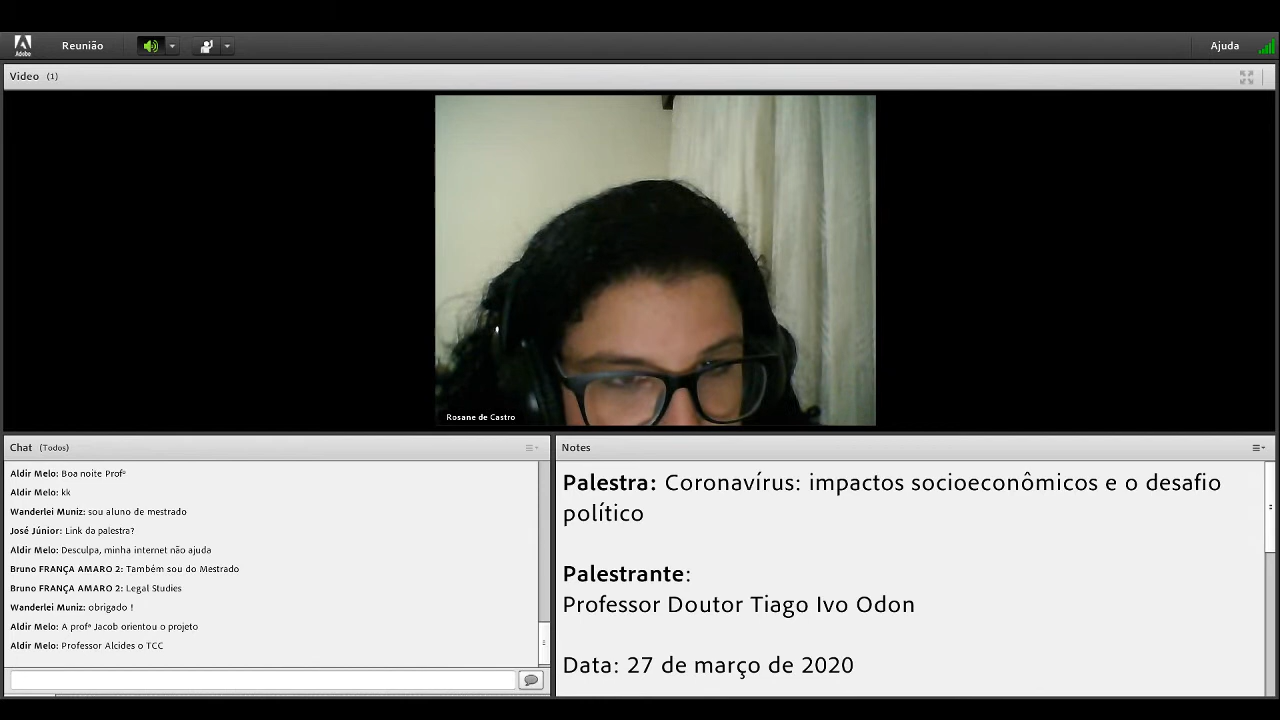 Adobe
Reunião
Ajuda
Video (1)
Rosane de Castro
Chat (Todos)
Aldir Melo: Boa noite Profª
Aldir Melo: kk
Wanderlei Muniz: sou aluno de mestrado
José Júnior: Link da palestra?
Aldir Melo: Desculpa, minha internet não ajuda
Bruno FRANÇA AMARO 2: Também sou do Mestrado
Bruno FRANÇA AMARO 2: Legal Studies
Wanderlei Muniz: obrigado !
Aldir Melo: A profª Jacob orientou o projeto
Aldir Melo: Professor Alcides o TCC
Notes
Palestra: Coronavírus: impactos socioeconômicos e o desafio
político
Palestrante:
Professor Doutor Tiago Ivo Odon
Data: 27 de março de 2020